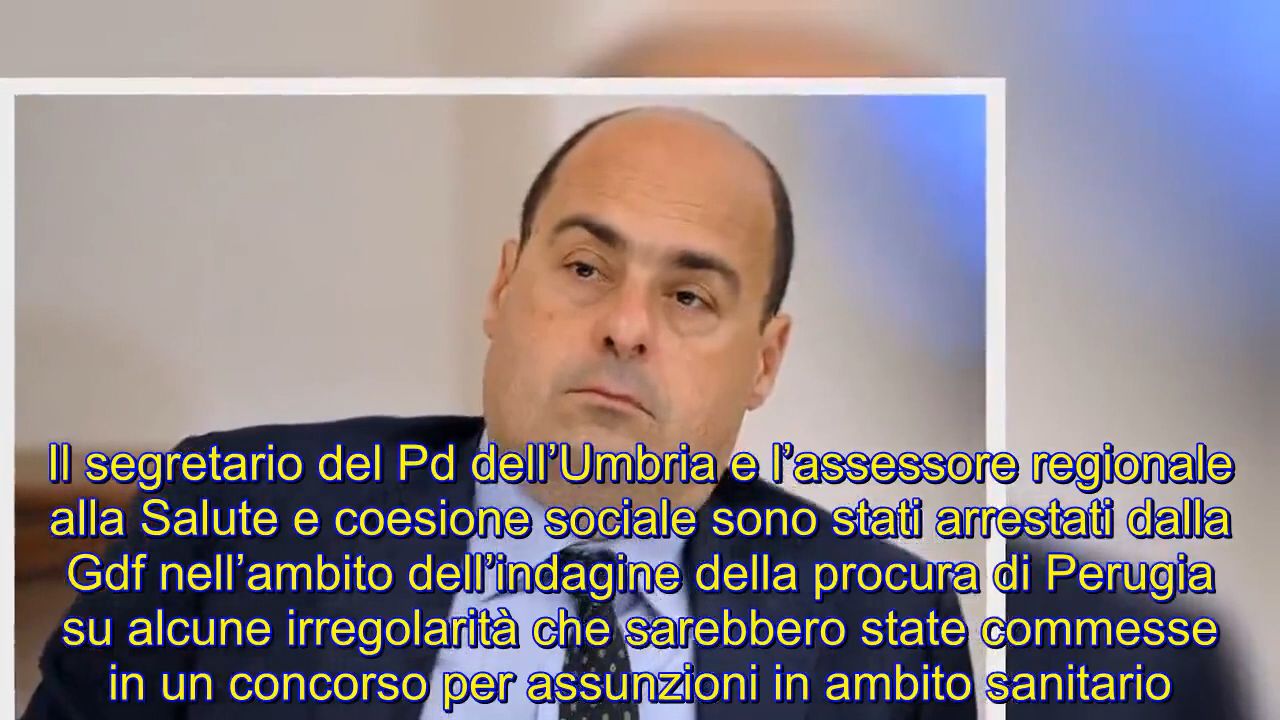 Il segretario del Pd dell’Umbria e l’assessore regionale
alla Salute e coesione sociale sono stati arrestati dalla
Gdf nell’ambito dell’indagine della procura di Perugia
su alcune irregolarità che sarebbero state commesse
in un concorso per assunzioni in ambito sanitario